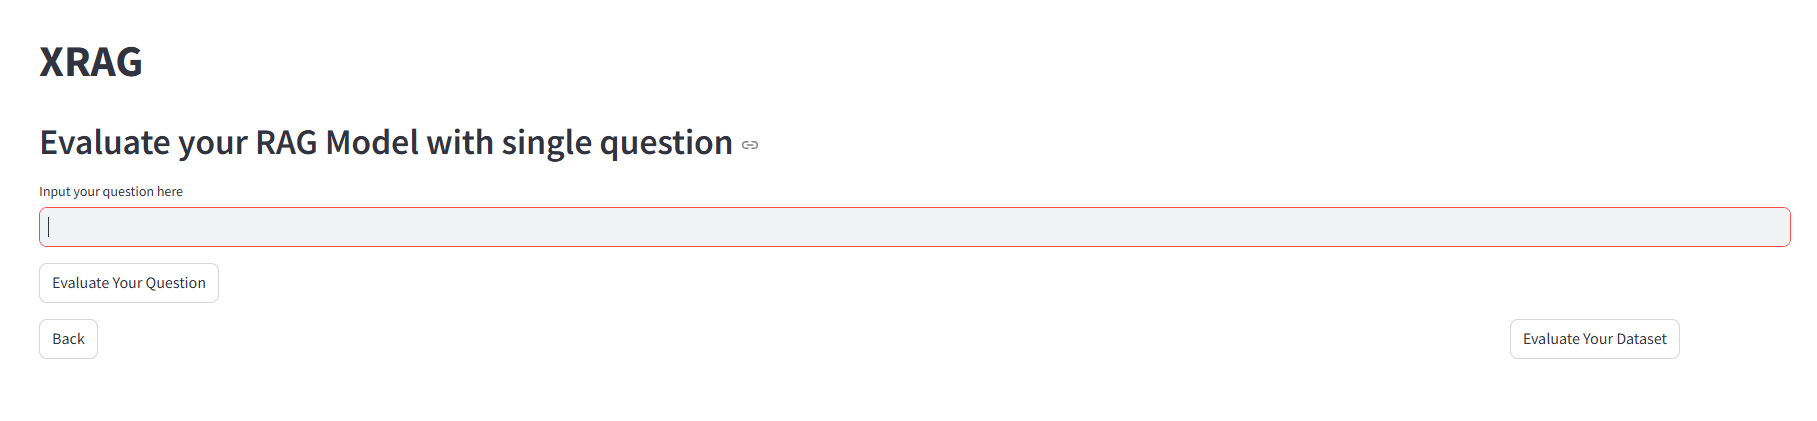 XRAG
Evaluate your RAG Model with single question
Input your question here
Evaluate Your Question
Back
Evaluate Your Dataset